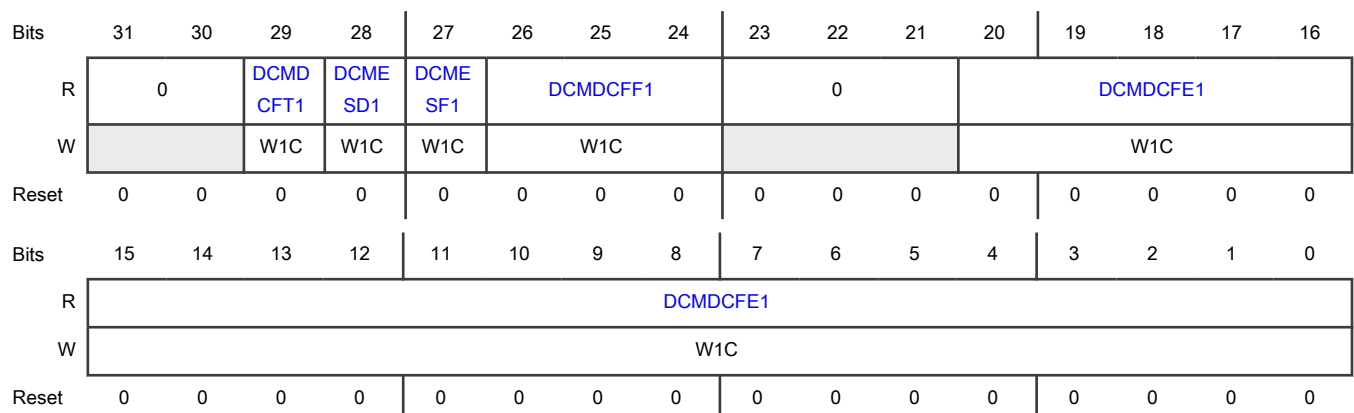 Bits 31 30 29 28 27 26 25 24 23 22 21 20 19 18 17 16
R 0 DCMD CFT1 DCME SD1 DCME SF1 DCMDCFF1 0 DCMDCFE1
W W1C W1C W1C W1C W1C
Reset 0 0 0 0 0 0 0 0 0 0 0 0 0 0 0 0
Bits 15 14 13 12 11 10 9 8 7 6 5 4 3 2 1 0
R DCMDCFE1
W W1C
Reset 0 0 0 0 0 0 0 0 0 0 0 0 0 0 0 0